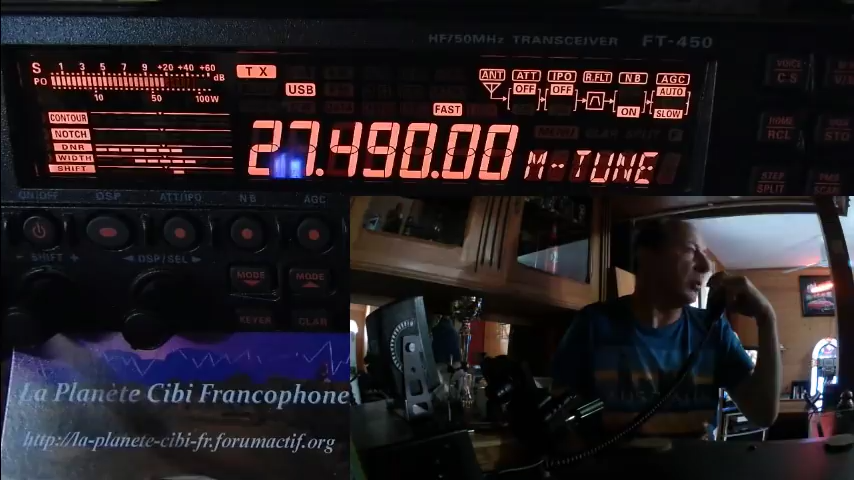 HF/50MHz TRANSCEIVER FT-450
S 1 3 5 7 9 +20 +40 +60 dB
PO 10 50 100W
TX
USB
FAST
ANT ATT IPO R.FLT NB AGC
OFF OFF AUTO
ON SLOW
CONTOUR
NOTCH
DNR
WIDTH
SHIFT
27.490.00 M-TUNE
VOICE
C.S
HOME
RCL
STO
STEP
SPLIT
ON/OFF DSP ATT/IPO NB AGC
- SHIFT + ◄DSP/SEL►
MODE MODE
La Planète Cibi Francophone
http://la-planete-cibi-fr.forumactif.org